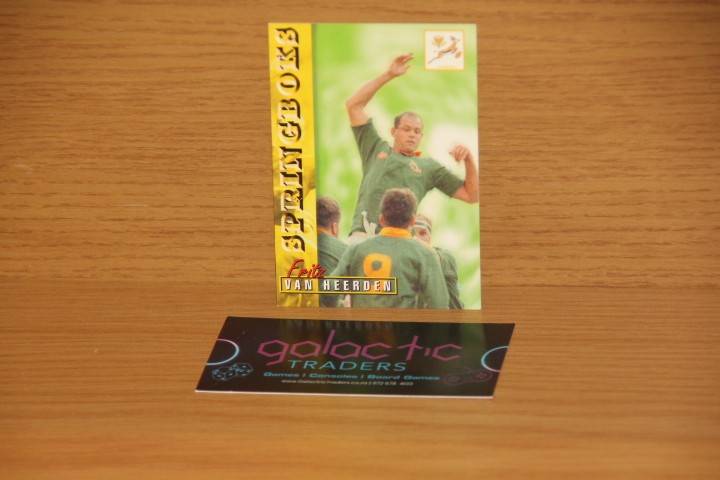 SPRINGBOKS
Fritz
VAN HEERDEN
9
galactic
TRADERS
Games | Consoles | Board Games